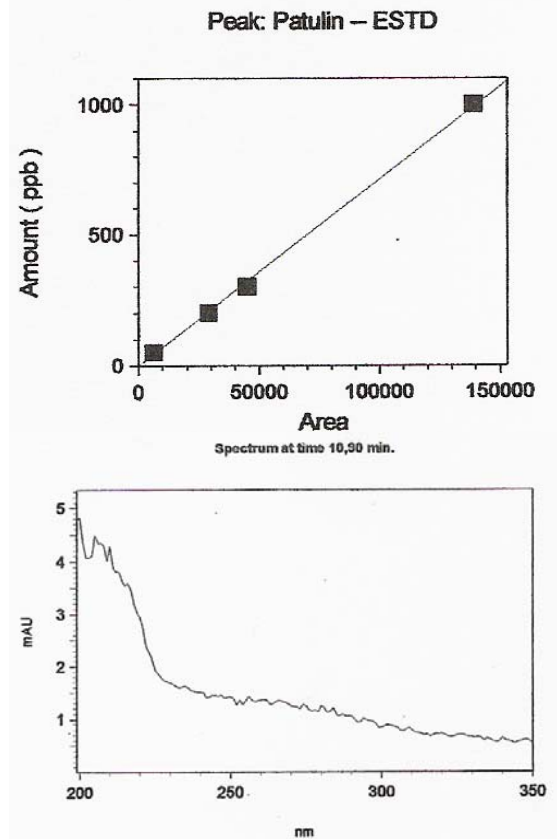 Peak: Patulin – ESTD
Amount ( ppb )
1000
500
0
0 50000 100000 150000
Area
Spectrum at time 10,90 min.
mAU
5
4
3
2
1
200 250 300 350
nm